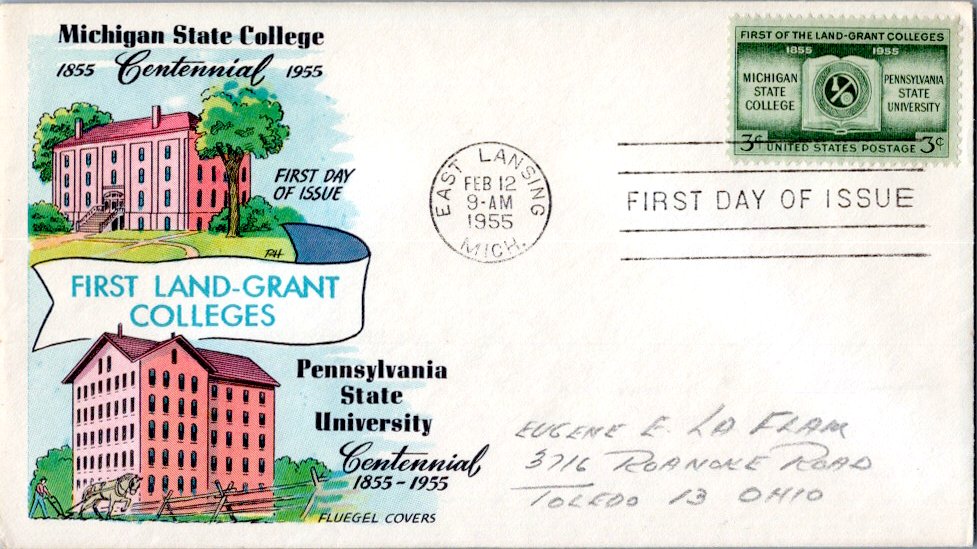 Michigan State College
1855 Centennial 1955
FIRST DAY
OF ISSUE
RH
FIRST LAND-GRANT
COLLEGES
Pennsylvania
State
University
Centennial
1855-1955
FLUEGEL COVERS
EAST LANSING
FEB 12
9-AM
1955
MICH.
FIRST OF THE LAND-GRANT COLLEGES
1855 1955
MICHIGAN
STATE
COLLEGE
PENNSYLVANIA
STATE
UNIVERSITY
3¢ UNITED STATES POSTAGE 3¢
FIRST DAY OF ISSUE
EUGENE E. LA FLAM
3716 ROANOKE ROAD
TOLEDO 13 OHIO